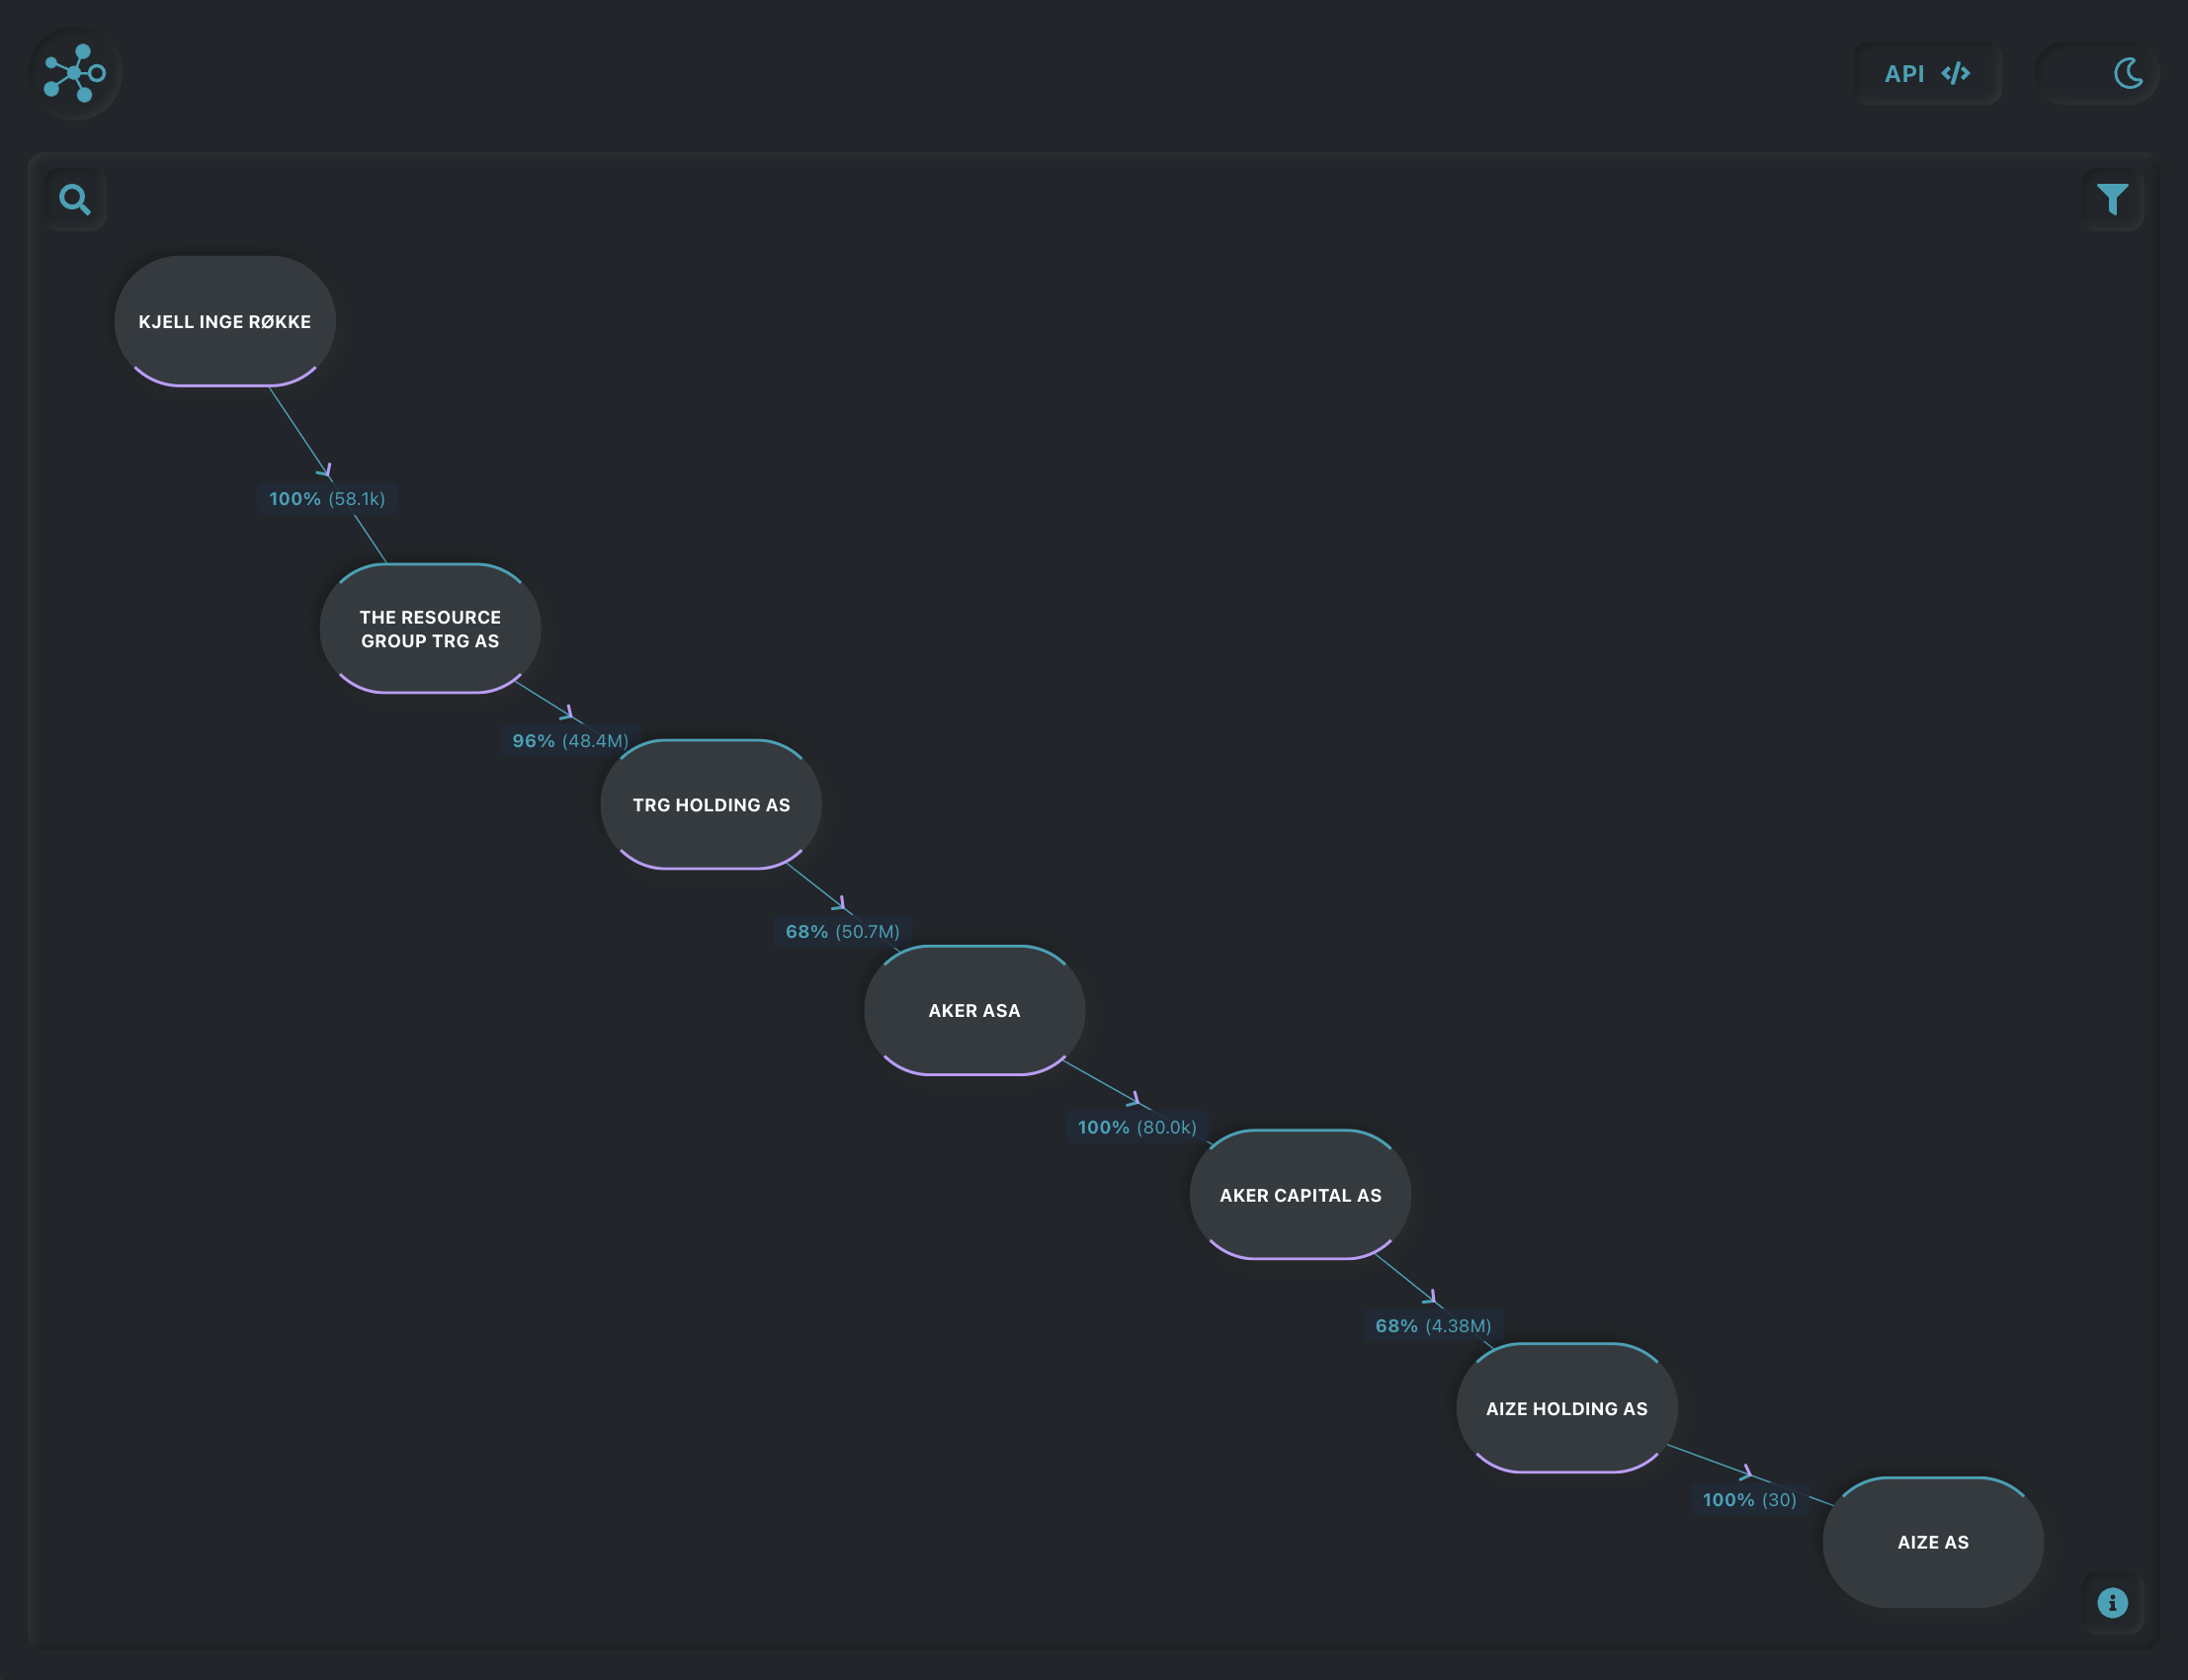 API
KJELL INGE RØKKE
100% (58.1k)
THE RESOURCE
GROUP TRG AS
96% (48.4M)
TRG HOLDING AS
68% (50.7M)
AKER ASA
100% (80.0k)
AKER CAPITAL AS
68% (4.38M)
AIZE HOLDING AS
100% (30)
AIZE AS